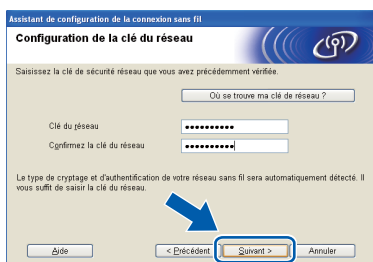 Assistant de configuration de la connexion sans fil
Configuration de la clé du réseau
Saisissez la clé de sécurité réseau que vous avez précédemment vérifiée.
Où se trouve ma clé de réseau ?
Clé du réseau
••••••••••
Confirmez la clé du réseau
••••••••••
Le type de cryptage et d'authentification de votre réseau sans fil sera automatiquement détecté. Il
vous suffit de saisir la clé du réseau.
Aide
< Précédent
Suivant >
Annuler